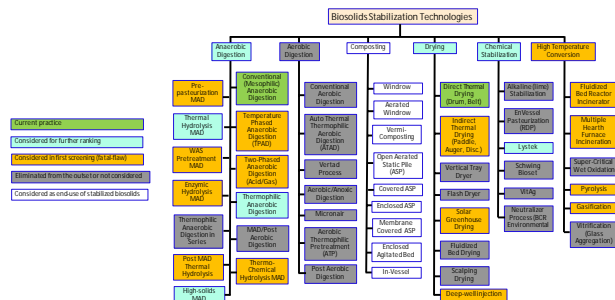 Biosolids Stabilization Technologies
Anaerobic
Digestion
Aerobic
Digestion
Composting
Drying
Chemical
Stabilization
High Temperature
Conversion
Current practice
Considered for further ranking
Considered in first screening (fatal-flaw)
Eliminated from the outset or not considered
Considered as end-use of stabilized biosolids
Pre-
pasteurization
MAD
Thermal
Hydrolysis MAD
WAS
Pretreatment
MAD
Enzymic
Hydrolysis
MAD
Thermophilic
Anaerobic
Digestion in
Series
Post MAD
Thermal
Hydrolysis
High-solids
MAD
Conventional
(Mesophilic)
Anaerobic
Digestion
Temperature
Phased
Anaerobic
Digestion
(TPAD)
Two-Phased
Anaerobic
Digestion
(Acid/Gas)
Thermophilic
Anaerobic
Digestion
MAD/Post
Aerobic
Digestion
Thermo-
Chemical
Hydrolysis MAD
Conventional
Aerobic
Digestion
Auto Thermal
Thermophilic
Aerobic
Digestion
(ATAD)
Vertad
Process
Aerobic/Anoxic
Digestion
Micronair
Aerobic
Thermophilic
Pretreatment
(ATP)
Post Aerobic
Digestion
Windrow
Aerated
Windrow
Vermi-
Composting
Open Aerated
Static Pile
(ASP)
Covered ASP
Enclosed ASP
Membrane
Covered ASP
Enclosed
Agitated Bed
In-Vessel
Direct Thermal
Drying
(Drum, Belt)
Indirect
Thermal
Drying
(Paddle,
Auger, Disc.)
Vertical Tray
Dryer
Flash Dryer
Solar
Greenhouse
Drying
Fluidized
Bed Drying
Scalping
Drying
Deep-well injection
Alkaline (lime)
Stabilization
EnVessel
Pasteurization
(RDP)
Lystek
Schwing
Bioset
VitAg
Neutralizer
Process (BCR
Environmental)
Fluidized
Bed Reactor
Incinerator
Multiple
Hearth
Furnace
Incineration
Super-Critical
Wet Oxidation
Pyrolysis
Gasification
Vitrification
(Glass
Aggregation)